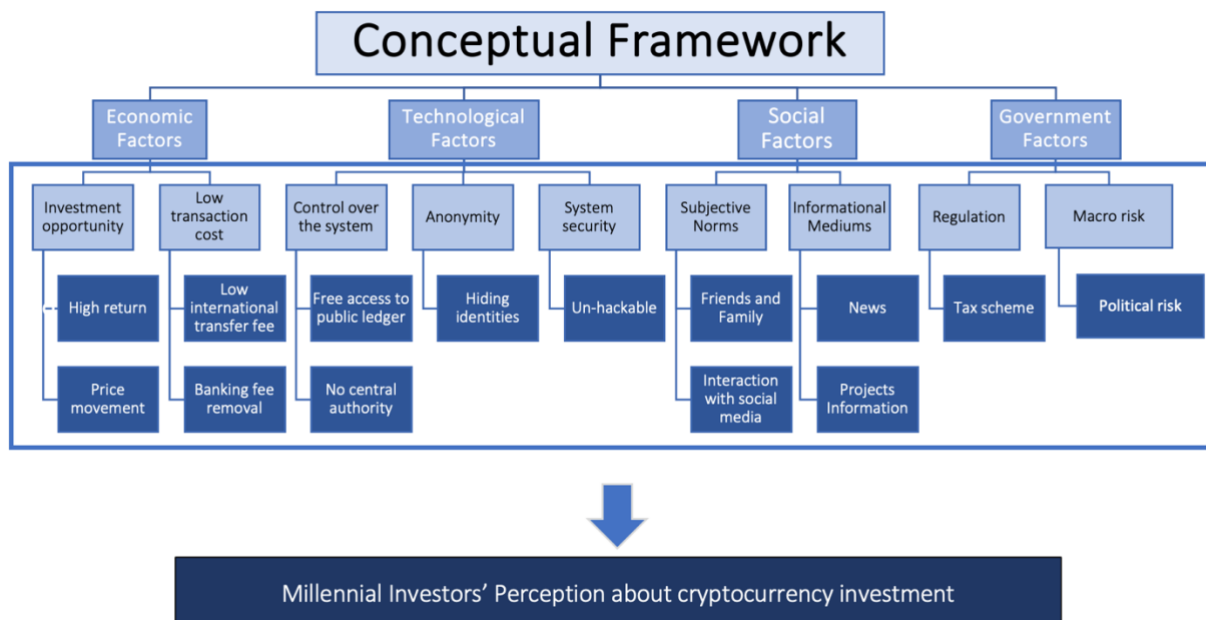 Conceptual Framework
Economic
Factors
Technological
Factors
Social
Factors
Government
Factors
Investment
opportunity
Low
transaction
cost
Control over
the system
Anonymity
System
security
Subjective
Norms
Informational
Mediums
Regulation
Macro risk
High return
Low
international
transfer fee
Free access to
public ledger
Hiding
identities
Un-hackable
Friends and
Family
News
Tax scheme
Political risk
Price
movement
Banking fee
removal
No central
authority
Interaction
with social
media
Projects
Information
Millennial Investors’ Perception about cryptocurrency investment